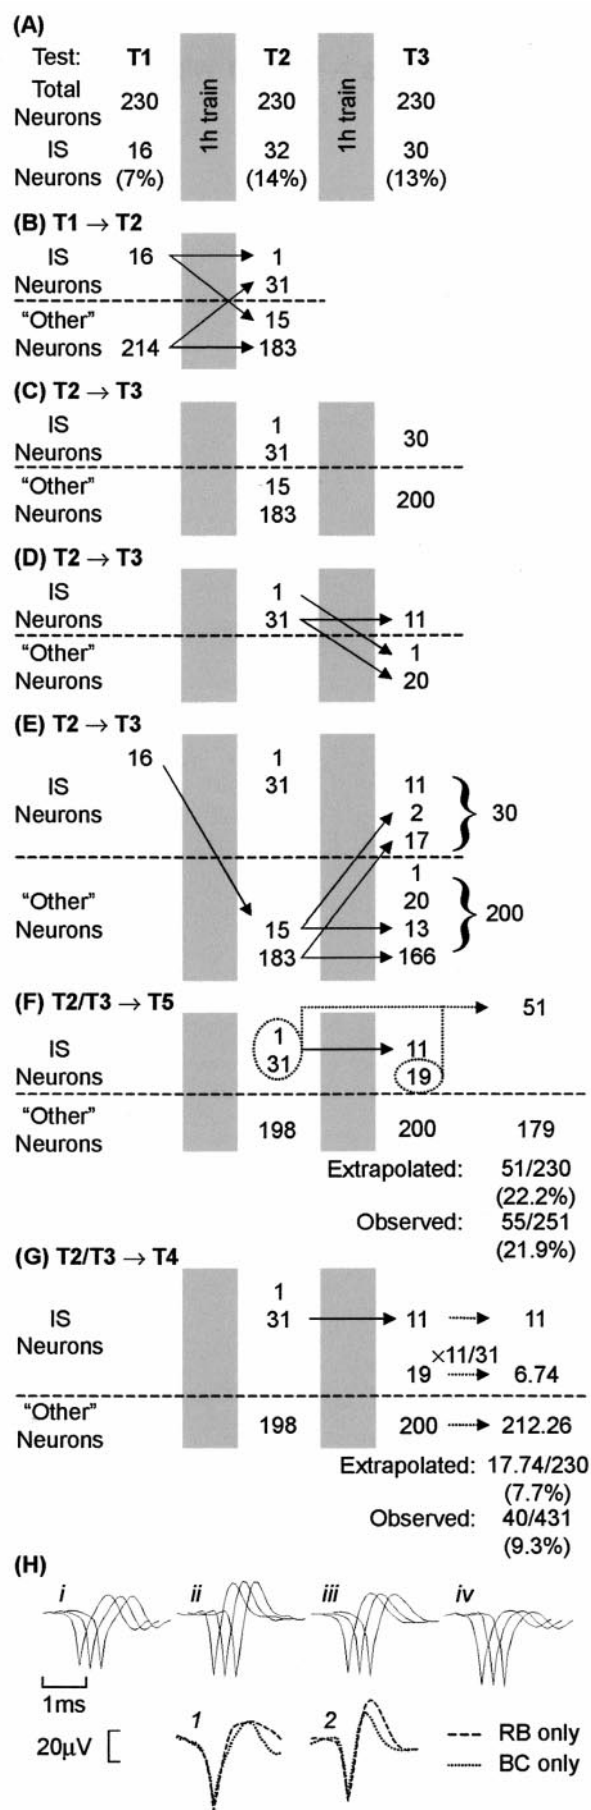 (A)
Test: T1 T2 T3
Total Neurons 230 1h train 230 1h train 230
IS Neurons 16 (7%) 32 (14%) 30 (13%)
(B) T1 → T2
IS Neurons 16 1
31
"Other" Neurons 15
214 183
(C) T2 → T3
IS Neurons 1
31 30
"Other" Neurons 15
183 200
(D) T2 → T3
IS Neurons 1
31 11
"Other" Neurons 1
20
(E) T2 → T3
16 1
IS Neurons 31 11
2 } 30
17
1
"Other" Neurons 20 } 200
15 13
183 166
(F) T2/T3 → T5
51
IS Neurons 1
31 11
19
"Other" Neurons 198 200 179
Extrapolated: 51/230
(22.2%)
Observed: 55/251
(21.9%)
(G) T2/T3 → T4
1
IS Neurons 31 11 11
×11/31
19 6.74
"Other" Neurons 198 200 212.26
Extrapolated: 17.74/230
(7.7%)
Observed: 40/431
(9.3%)
(H)
i ii iii iv
1ms
20µV
1 2
RB only
BC only